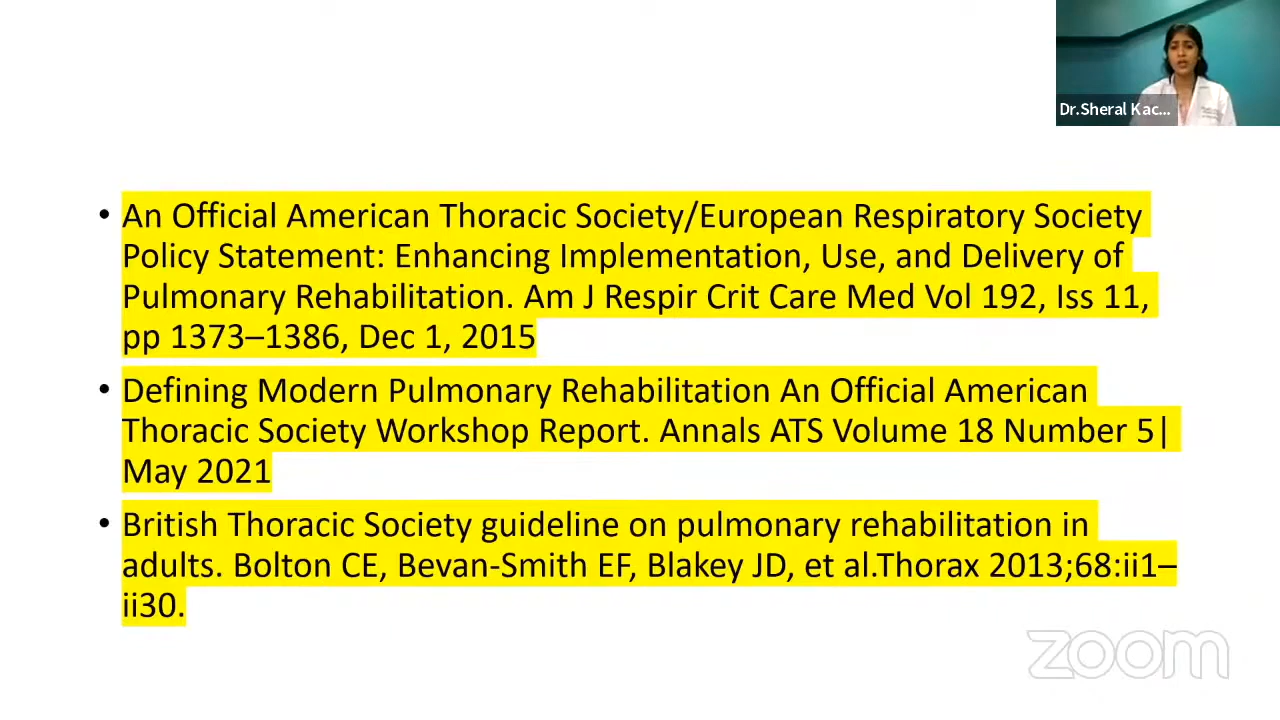 Dr.Sheral Kac...
• An Official American Thoracic Society/European Respiratory Society
Policy Statement: Enhancing Implementation, Use, and Delivery of
Pulmonary Rehabilitation. Am J Respir Crit Care Med Vol 192, Iss 11,
pp 1373–1386, Dec 1, 2015
• Defining Modern Pulmonary Rehabilitation An Official American
Thoracic Society Workshop Report. Annals ATS Volume 18 Number 5|
May 2021
• British Thoracic Society guideline on pulmonary rehabilitation in
adults. Bolton CE, Bevan-Smith EF, Blakey JD, et al.Thorax 2013;68:ii1–
ii30.
zoom